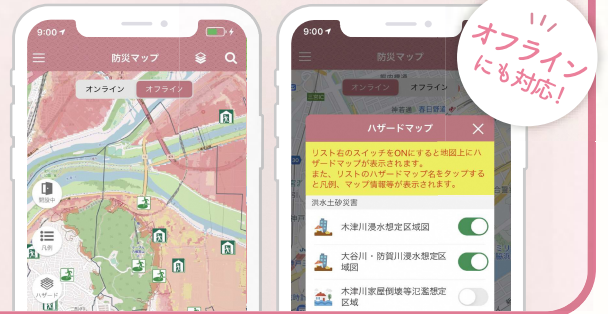 9:00
防災マップ
オンライン
オフライン
開設中
凡例
ハザード
9:00
防災マップ
オンライン
オフライン
ハザードマップ
リスト右のスイッチをONにすると地図上にハ
ザードマップが表示されます。
また、リストのハザードマップ名をタップする
と凡例、マップ情報等が表示されます。
洪水土砂災害
木津川浸水想定区域図
大谷川・防賀川浸水想定区
域図
木津川家屋倒壊等氾濫想定
区域
オフライン
にも対応!